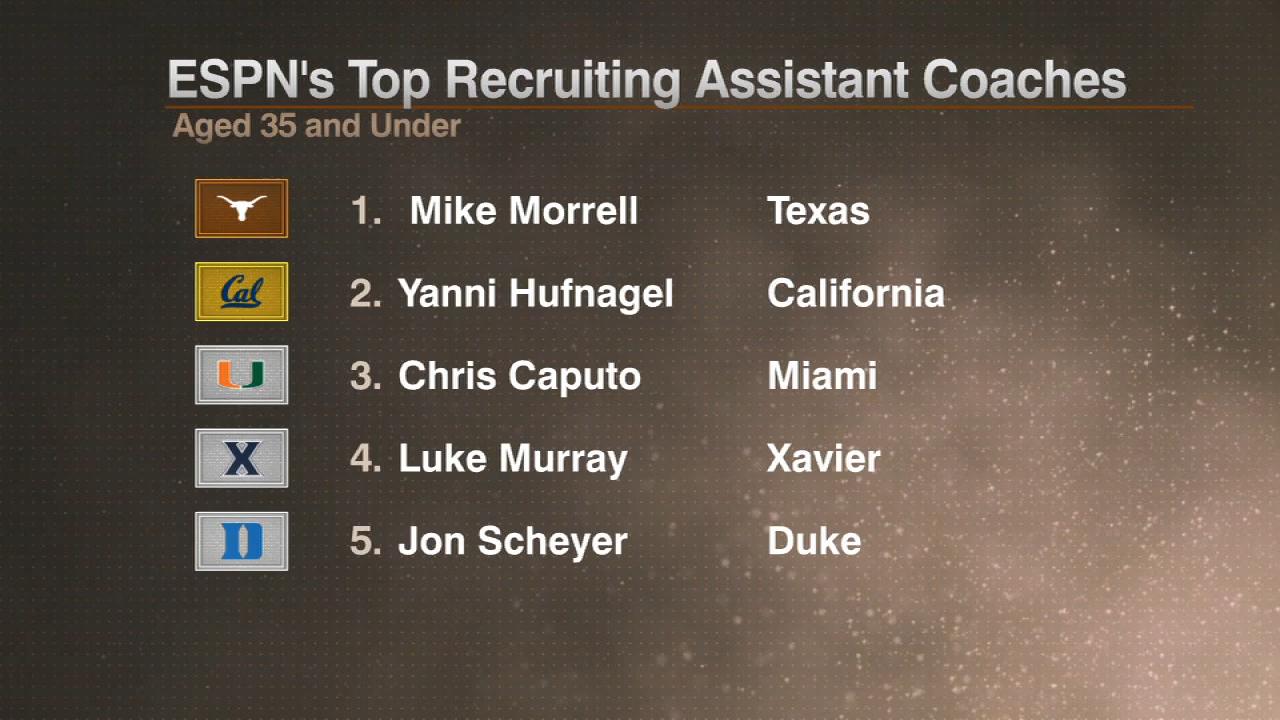 ESPN's Top Recruiting Assistant Coaches
Aged 35 and Under
1. Mike Morrell Texas
Cal 2. Yanni Hufnagel California
U 3. Chris Caputo Miami
X 4. Luke Murray Xavier
D 5. Jon Scheyer Duke